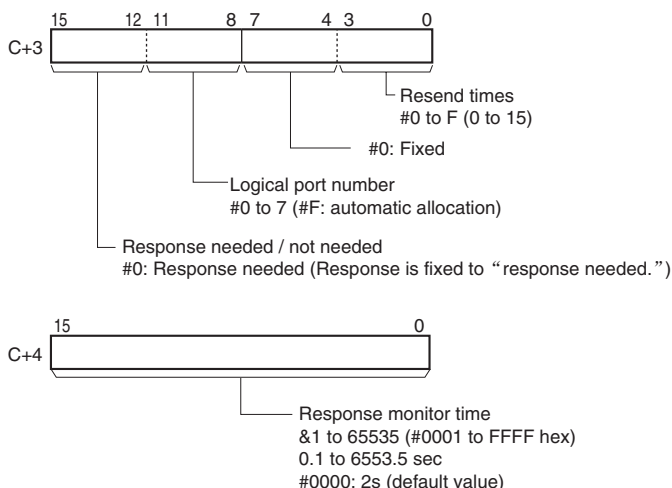 15 12 11 8 7 4 3 0
C+3
Resend times
#0 to F (0 to 15)
#0: Fixed
Logical port number
#0 to 7 (#F: automatic allocation)
Response needed / not needed
#0: Response needed (Response is fixed to “response needed.”)
15 0
C+4
Response monitor time
&1 to 65535 (#0001 to FFFF hex)
0.1 to 6553.5 sec
#0000: 2s (default value)